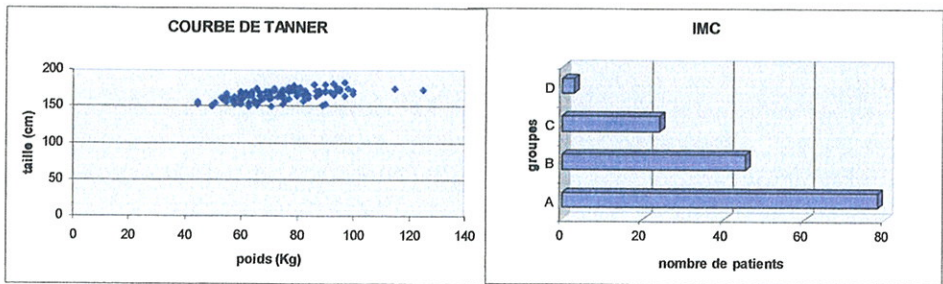 COURBE DE TANNER
200
150
100
50
0
taille (cm)
0 20 40 60 80 100 120 140
poids (Kg)
IMC
D
C
B
A
groupes
0 20 40 60 80
nombre de patients